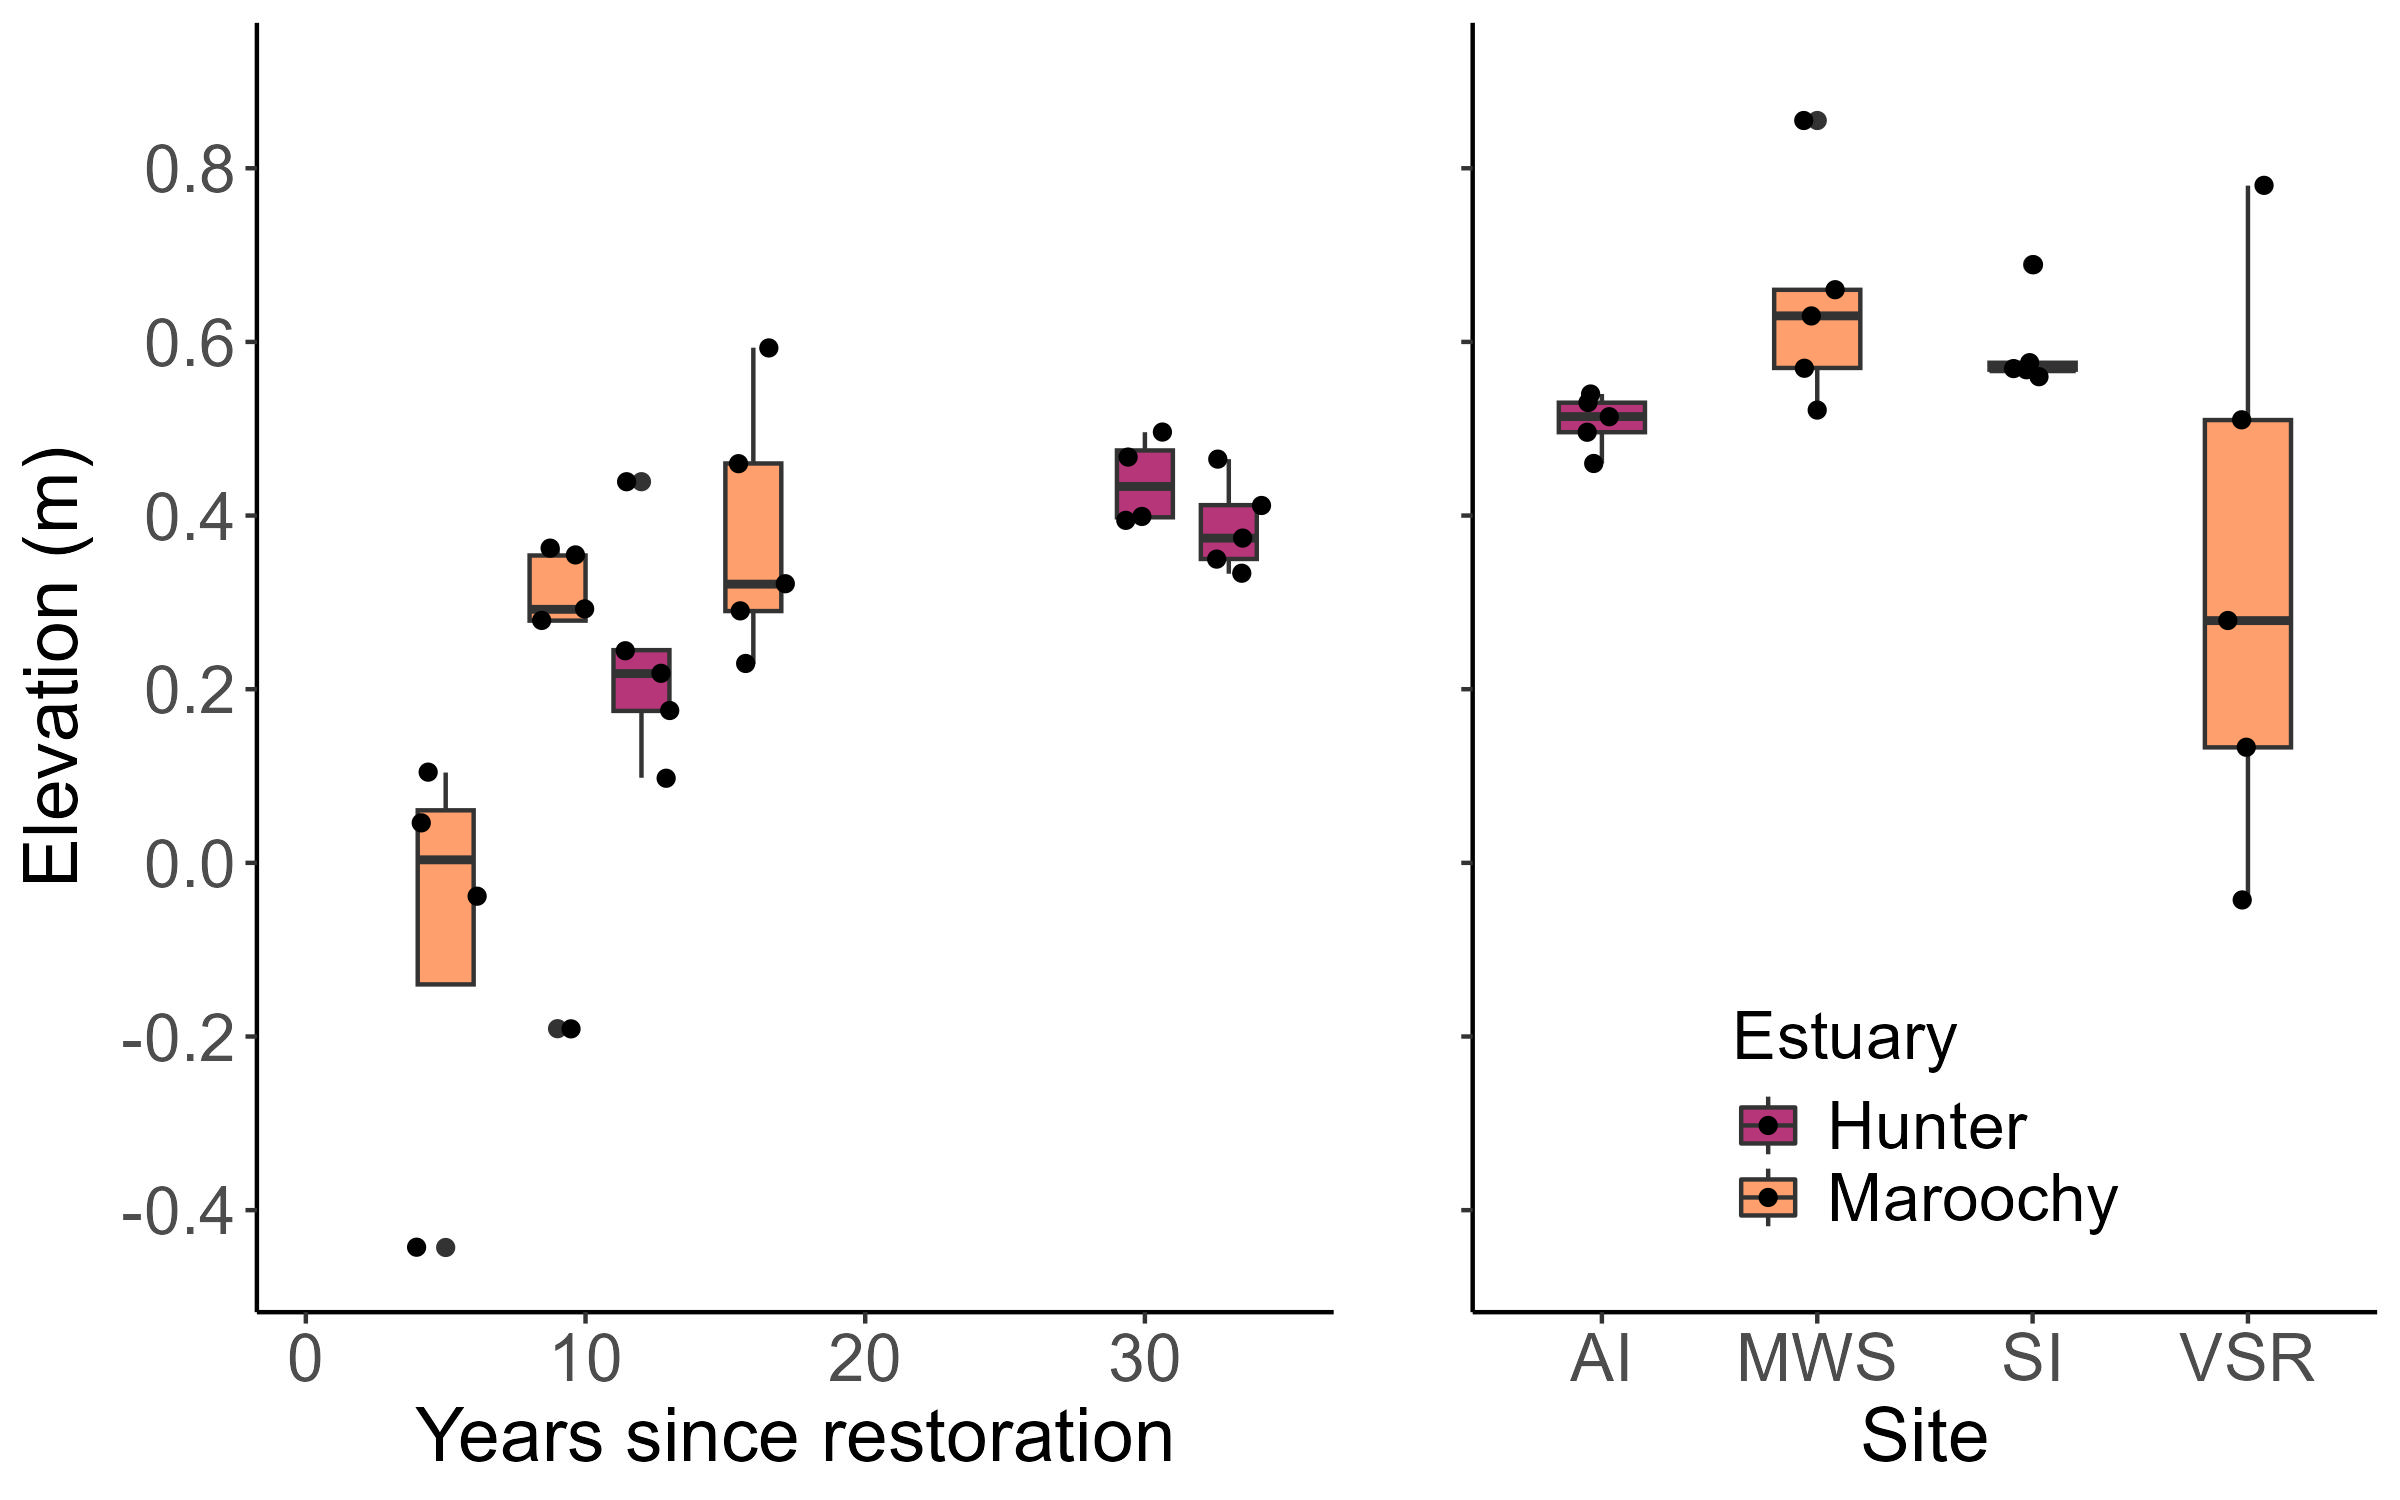 Elevation (m)
0.8
0.6
0.4
0.2
0.0
-0.2
-0.4
0 10 20 30
Years since restoration
Estuary
Hunter
Maroochy
AI MWS SI VSR
Site